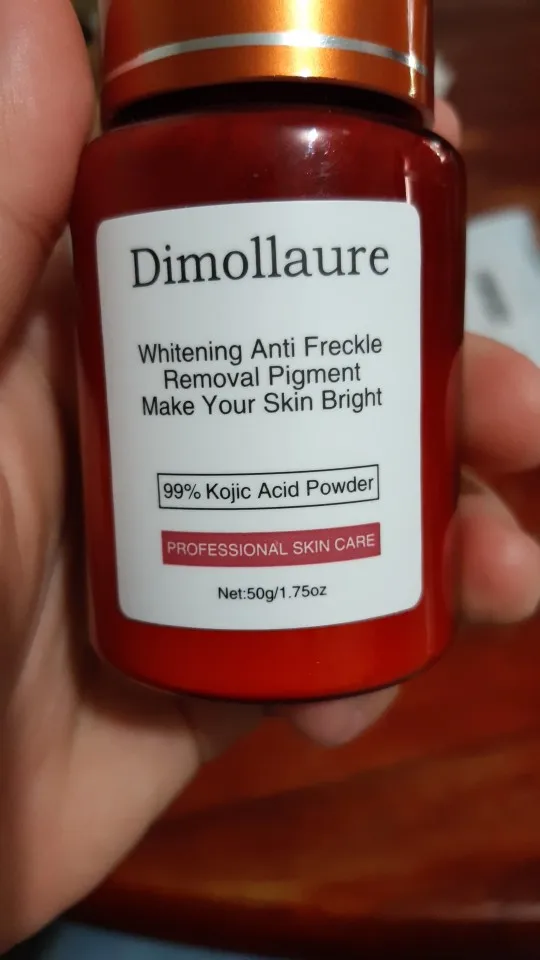 Dimollaure
Whitening Anti Freckle
Removal Pigment
Make Your Skin Bright
99% Kojic Acid Powder
PROFESSIONAL SKIN CARE
Net:50g/1.75oz